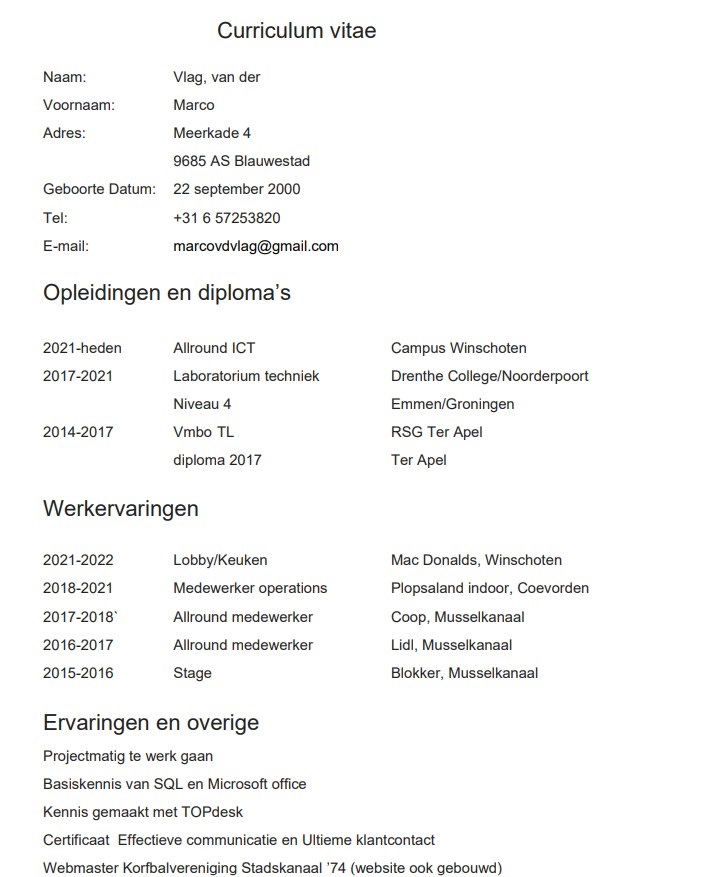 Curriculum vitae
Naam: Vlag, van der
Voornaam: Marco
Adres: Meerkade 4
9685 AS Blauwestad
Geboorte Datum: 22 september 2000
Tel: +31 6 57253820
E-mail: marcovdvlag@gmail.com
Opleidingen en diploma’s
2021-heden Allround ICT Campus Winschoten
2017-2021 Laboratorium techniek Drenthe College/Noorderpoort
Niveau 4 Emmen/Groningen
2014-2017 Vmbo TL RSG Ter Apel
diploma 2017 Ter Apel
Werkervaringen
2021-2022 Lobby/Keuken Mac Donalds, Winschoten
2018-2021 Medewerker operations Plopsaland indoor, Coevorden
2017-2018` Allround medewerker Coop, Musselkanaal
2016-2017 Allround medewerker Lidl, Musselkanaal
2015-2016 Stage Blokker, Musselkanaal
Ervaringen en overige
Projectmatig te werk gaan
Basiskennis van SQL en Microsoft office
Kennis gemaakt met TOPdesk
Certificaat  Effectieve communicatie en Ultieme klantcontact
Webmaster Korfbalvereniging Stadskanaal ’74 (website ook gebouwd)